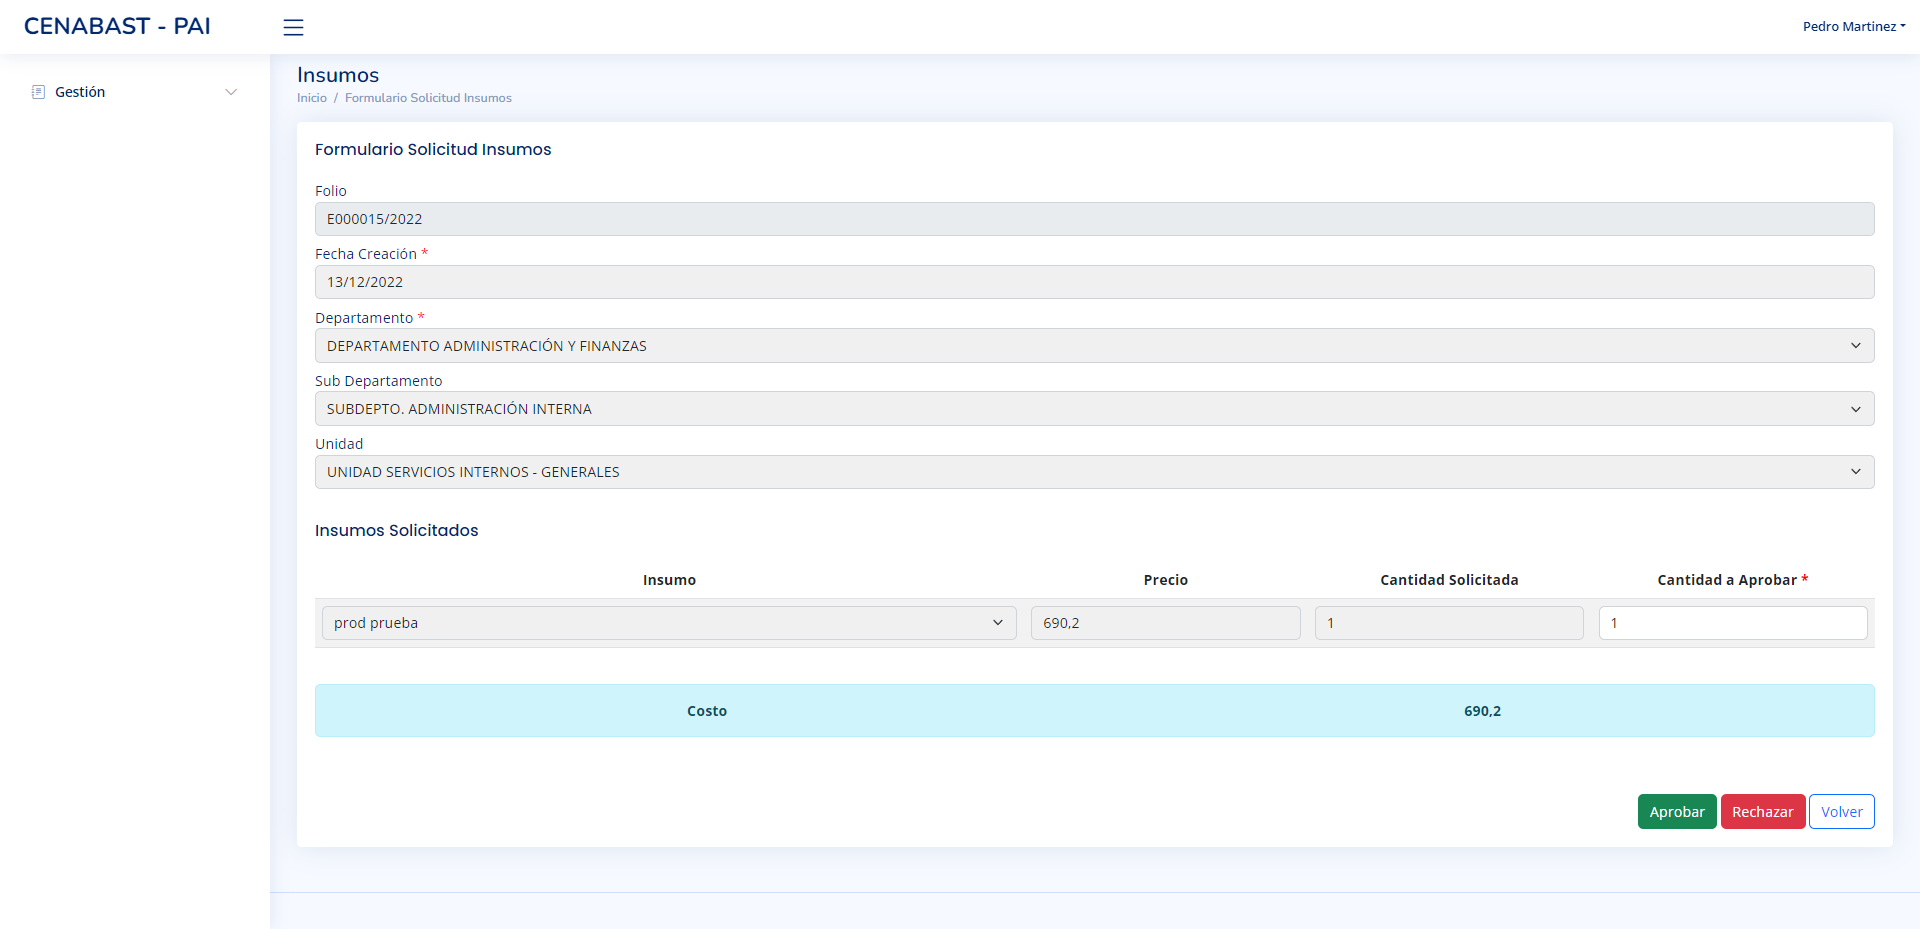 CENABAST - PAI
Pedro Martinez
Gestión
Insumos
Inicio / Formulario Solicitud Insumos
Formulario Solicitud Insumos
Folio
E000015/2022
Fecha Creación *
13/12/2022
Departamento *
DEPARTAMENTO ADMINISTRACIÓN Y FINANZAS
Sub Departamento
SUBDEPTO. ADMINISTRACIÓN INTERNA
Unidad
UNIDAD SERVICIOS INTERNOS - GENERALES
Insumos Solicitados
Insumo Precio Cantidad Solicitada Cantidad a Aprobar *
prod prueba 690,2 1 1
Costo 690,2
Aprobar Rechazar Volver